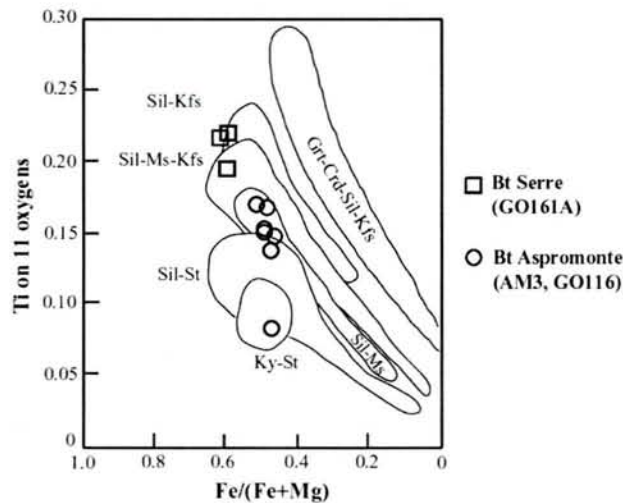 0.30
0.25
0.20
0.15
0.10
0.05
0
Ti on 11 oxygens
Sil-Kfs
Sil-Ms-Kfs
Sil-St
Ky-St
Sil-Ms
Grt-Crd-Sil-Kfs
1.0 0.8 0.6 0.4 0.2 0
Fe/(Fe+Mg)
Bt Serre
(GO161A)
Bt Aspromonte
(AM3, GO116)